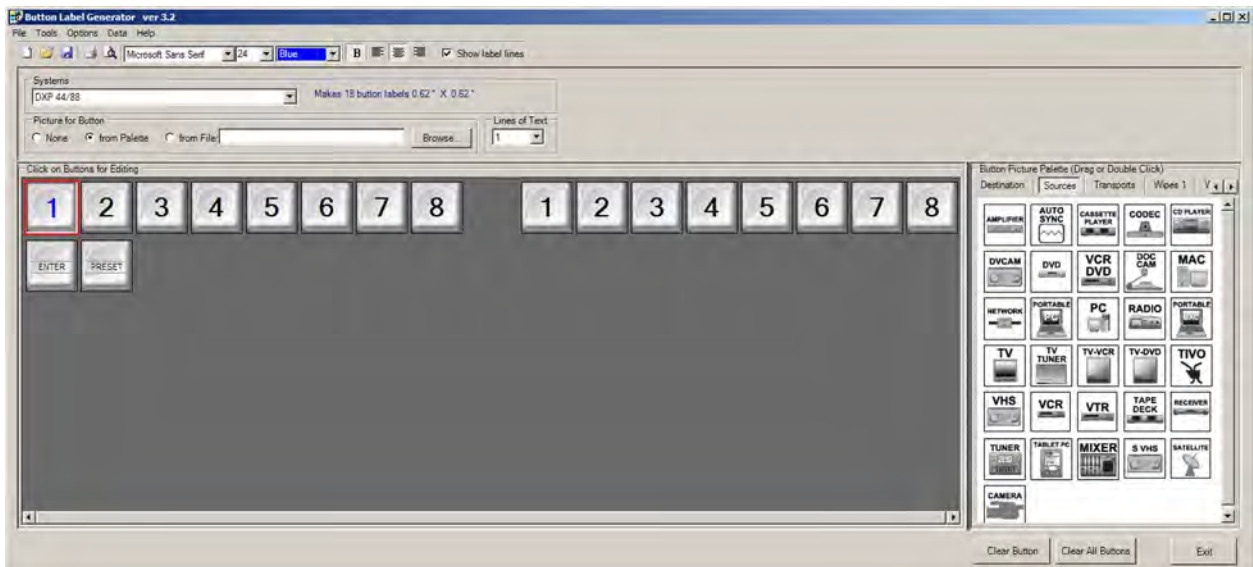 Button Label Generator ver 3.2
File Tools Options Data Help
Microsoft Sans Serif 24 Blue B Show label lines
Systems
DXP 44/88 Makes 18 button labels 0.62 " X 0.62 "
Picture for Button Lines of Text
None from Palette from File: Browse... 1
Click on Buttons for Editing
Button Picture Palette (Drag or Double Click)
Destination Sources Transports Wipes 1
1 2 3 4 5 6 7 8 1 2 3 4 5 6 7 8
ENTER PRESET
AMPLIFIER AUTO SYNC CASSETTE PLAYER CODEC CD PLAYER
DVCAM DVD VCR DVD DOC CAM MAC
NETWORK PORTABLE PC PC RADIO PORTABLE
TV TV TUNER TV-VCR TV-DVD TIVO
VHS VCR VTR TAPE DECK RECEIVER
TUNER TABLET PC MIXER S VHS SATELLITE
CAMERA
Clear Button Clear All Buttons Exit